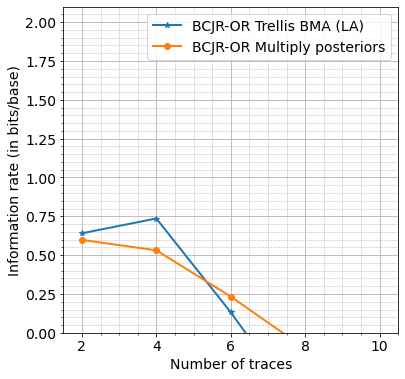 BCJR-OR Trellis BMA (LA)
BCJR-OR Multiply posteriors
Information rate (in bits/base)
2.00
1.75
1.50
1.25
1.00
0.75
0.50
0.25
0.00
2 4 6 8 10
Number of traces